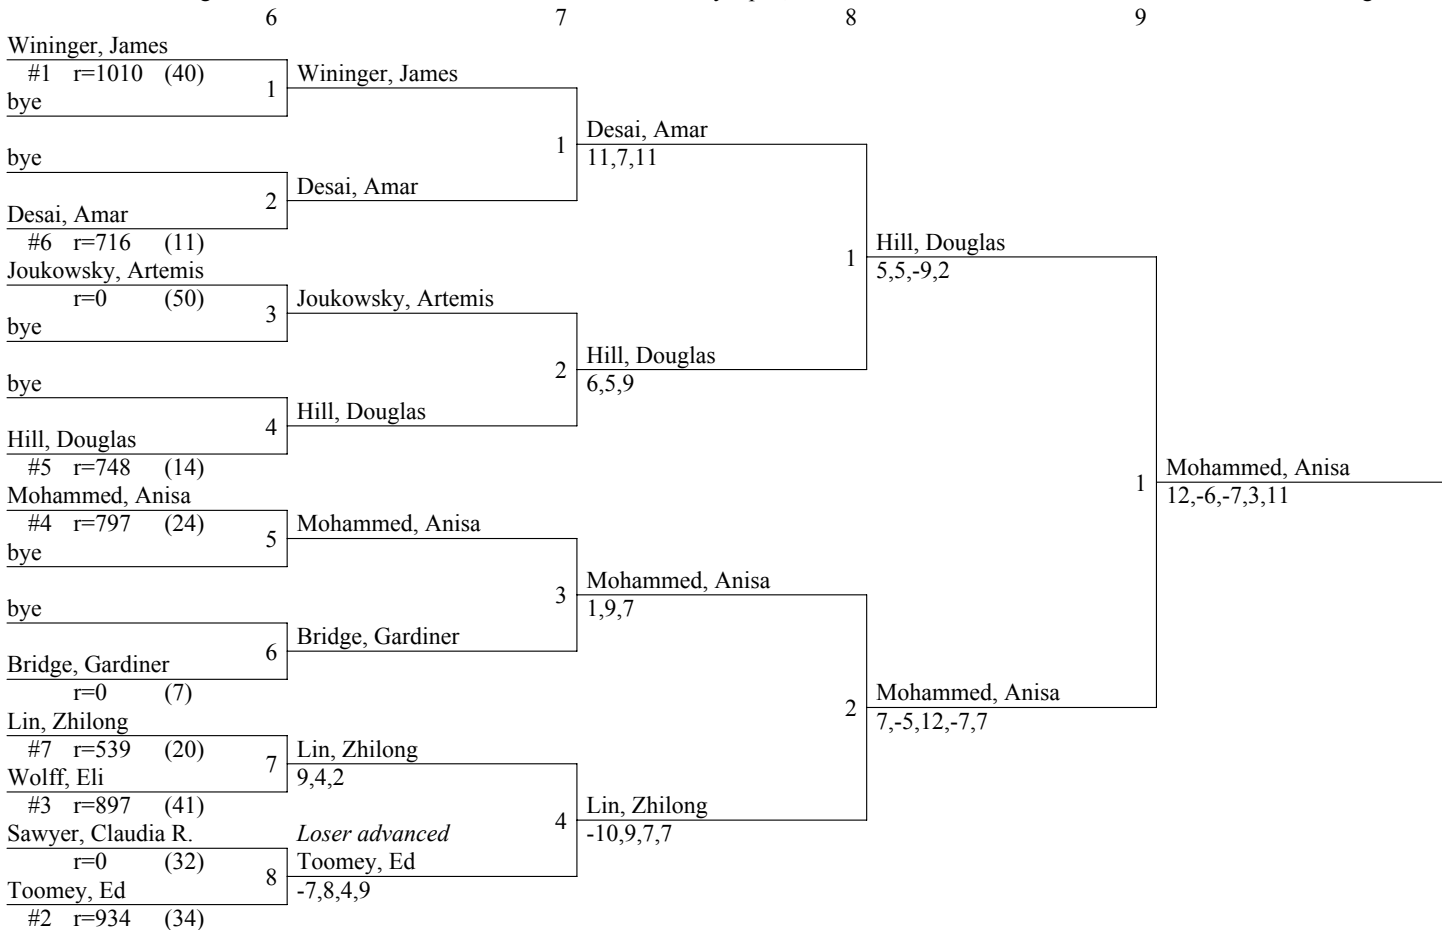 6 7 8 9
Wininger, James
#1 r=1010 (40)
1 Wininger, James
bye
1 Desai, Amar
11,7,11
bye
2 Desai, Amar
Desai, Amar
#6 r=716 (11)
1 Hill, Douglas
5,5,-9,2
Joukowsky, Artemis
r=0 (50)
3 Joukowsky, Artemis
bye
2 Hill, Douglas
6,5,9
bye
4 Hill, Douglas
Hill, Douglas
#5 r=748 (14)
1 Mohammed, Anisa
12,-6,-7,3,11
Mohammed, Anisa
#4 r=797 (24)
5 Mohammed, Anisa
bye
3 Mohammed, Anisa
1,9,7
bye
6 Bridge, Gardiner
Bridge, Gardiner
r=0 (7)
2 Mohammed, Anisa
7,-5,12,-7,7
Lin, Zhilong
#7 r=539 (20)
7 Lin, Zhilong
9,4,2
Wolff, Eli
#3 r=897 (41)
4 Lin, Zhilong
-10,9,7,7
Sawyer, Claudia R.
r=0 (32)
Loser advanced
8 Toomey, Ed
-7,8,4,9
Toomey, Ed
#2 r=934 (34)